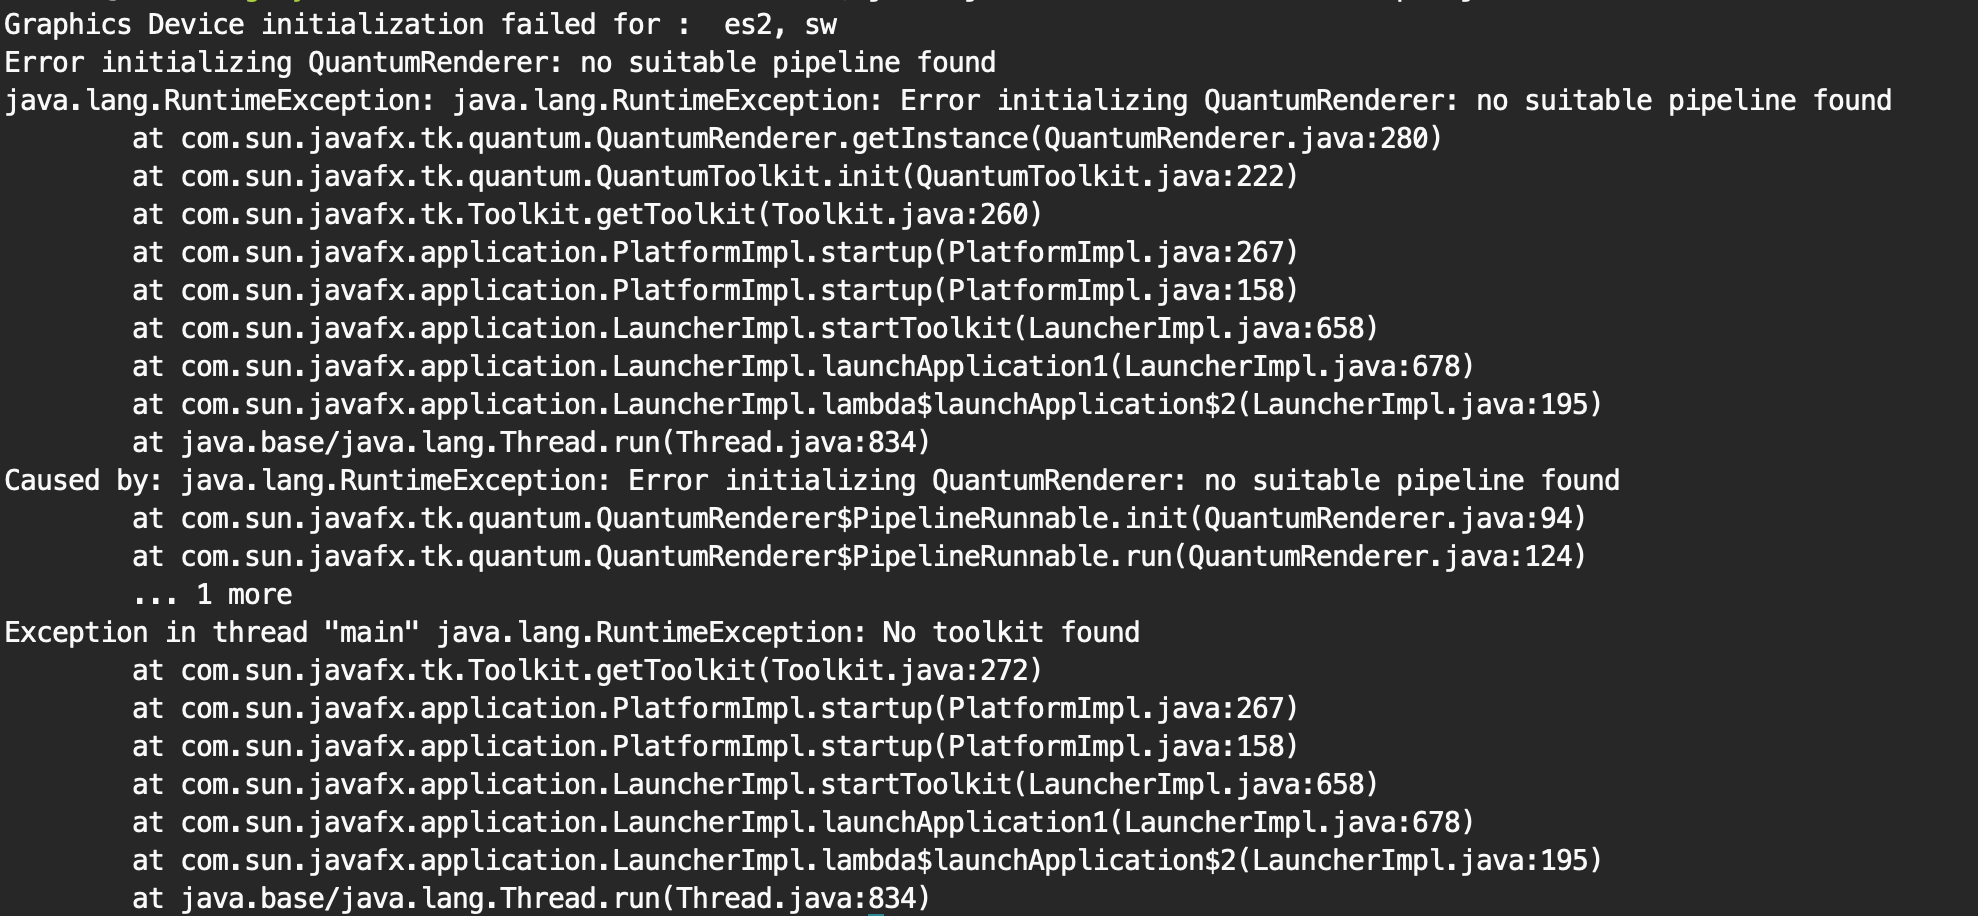 Graphics Device initialization failed for :  es2, sw
Error initializing QuantumRenderer: no suitable pipeline found
java.lang.RuntimeException: java.lang.RuntimeException: Error initializing QuantumRenderer: no suitable pipeline found
        at com.sun.javafx.tk.quantum.QuantumRenderer.getInstance(QuantumRenderer.java:280)
        at com.sun.javafx.tk.quantum.QuantumToolkit.init(QuantumToolkit.java:222)
        at com.sun.javafx.tk.Toolkit.getToolkit(Toolkit.java:260)
        at com.sun.javafx.application.PlatformImpl.startup(PlatformImpl.java:267)
        at com.sun.javafx.application.PlatformImpl.startup(PlatformImpl.java:158)
        at com.sun.javafx.application.LauncherImpl.startToolkit(LauncherImpl.java:658)
        at com.sun.javafx.application.LauncherImpl.launchApplication1(LauncherImpl.java:678)
        at com.sun.javafx.application.LauncherImpl.lambda$launchApplication$2(LauncherImpl.java:195)
        at java.base/java.lang.Thread.run(Thread.java:834)
Caused by: java.lang.RuntimeException: Error initializing QuantumRenderer: no suitable pipeline found
        at com.sun.javafx.tk.quantum.QuantumRenderer$PipelineRunnable.init(QuantumRenderer.java:94)
        at com.sun.javafx.tk.quantum.QuantumRenderer$PipelineRunnable.run(QuantumRenderer.java:124)
        ... 1 more
Exception in thread "main" java.lang.RuntimeException: No toolkit found
        at com.sun.javafx.tk.Toolkit.getToolkit(Toolkit.java:272)
        at com.sun.javafx.application.PlatformImpl.startup(PlatformImpl.java:267)
        at com.sun.javafx.application.PlatformImpl.startup(PlatformImpl.java:158)
        at com.sun.javafx.application.LauncherImpl.startToolkit(LauncherImpl.java:658)
        at com.sun.javafx.application.LauncherImpl.launchApplication1(LauncherImpl.java:678)
        at com.sun.javafx.application.LauncherImpl.lambda$launchApplication$2(LauncherImpl.java:195)
        at java.base/java.lang.Thread.run(Thread.java:834)